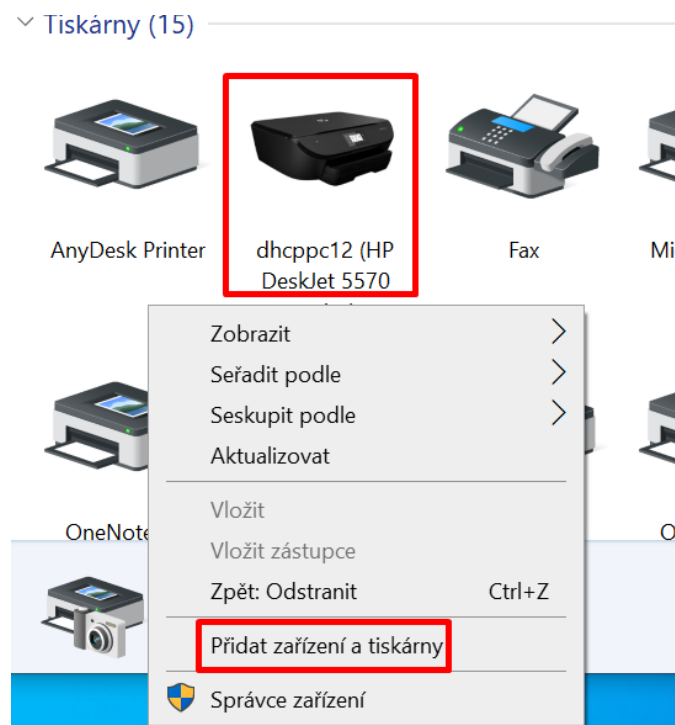 Tiskárny (15)
AnyDesk Printer
dhcppc12 (HP
DeskJet 5570
Fax
Mi
OneNote
O
Zobrazit
Seřadit podle
Seskupit podle
Aktualizovat
Vložit
Vložit zástupce
Zpět: Odstranit Ctrl+Z
Přidat zařízení a tiskárny
Správce zařízení